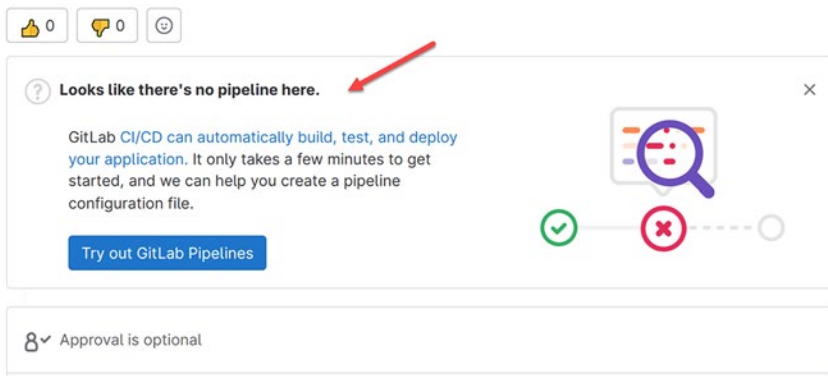 0 0
Looks like there's no pipeline here.
GitLab CI/CD can automatically build, test, and deploy
your application. It only takes a few minutes to get
started, and we can help you create a pipeline
configuration file.
Try out GitLab Pipelines
Approval is optional